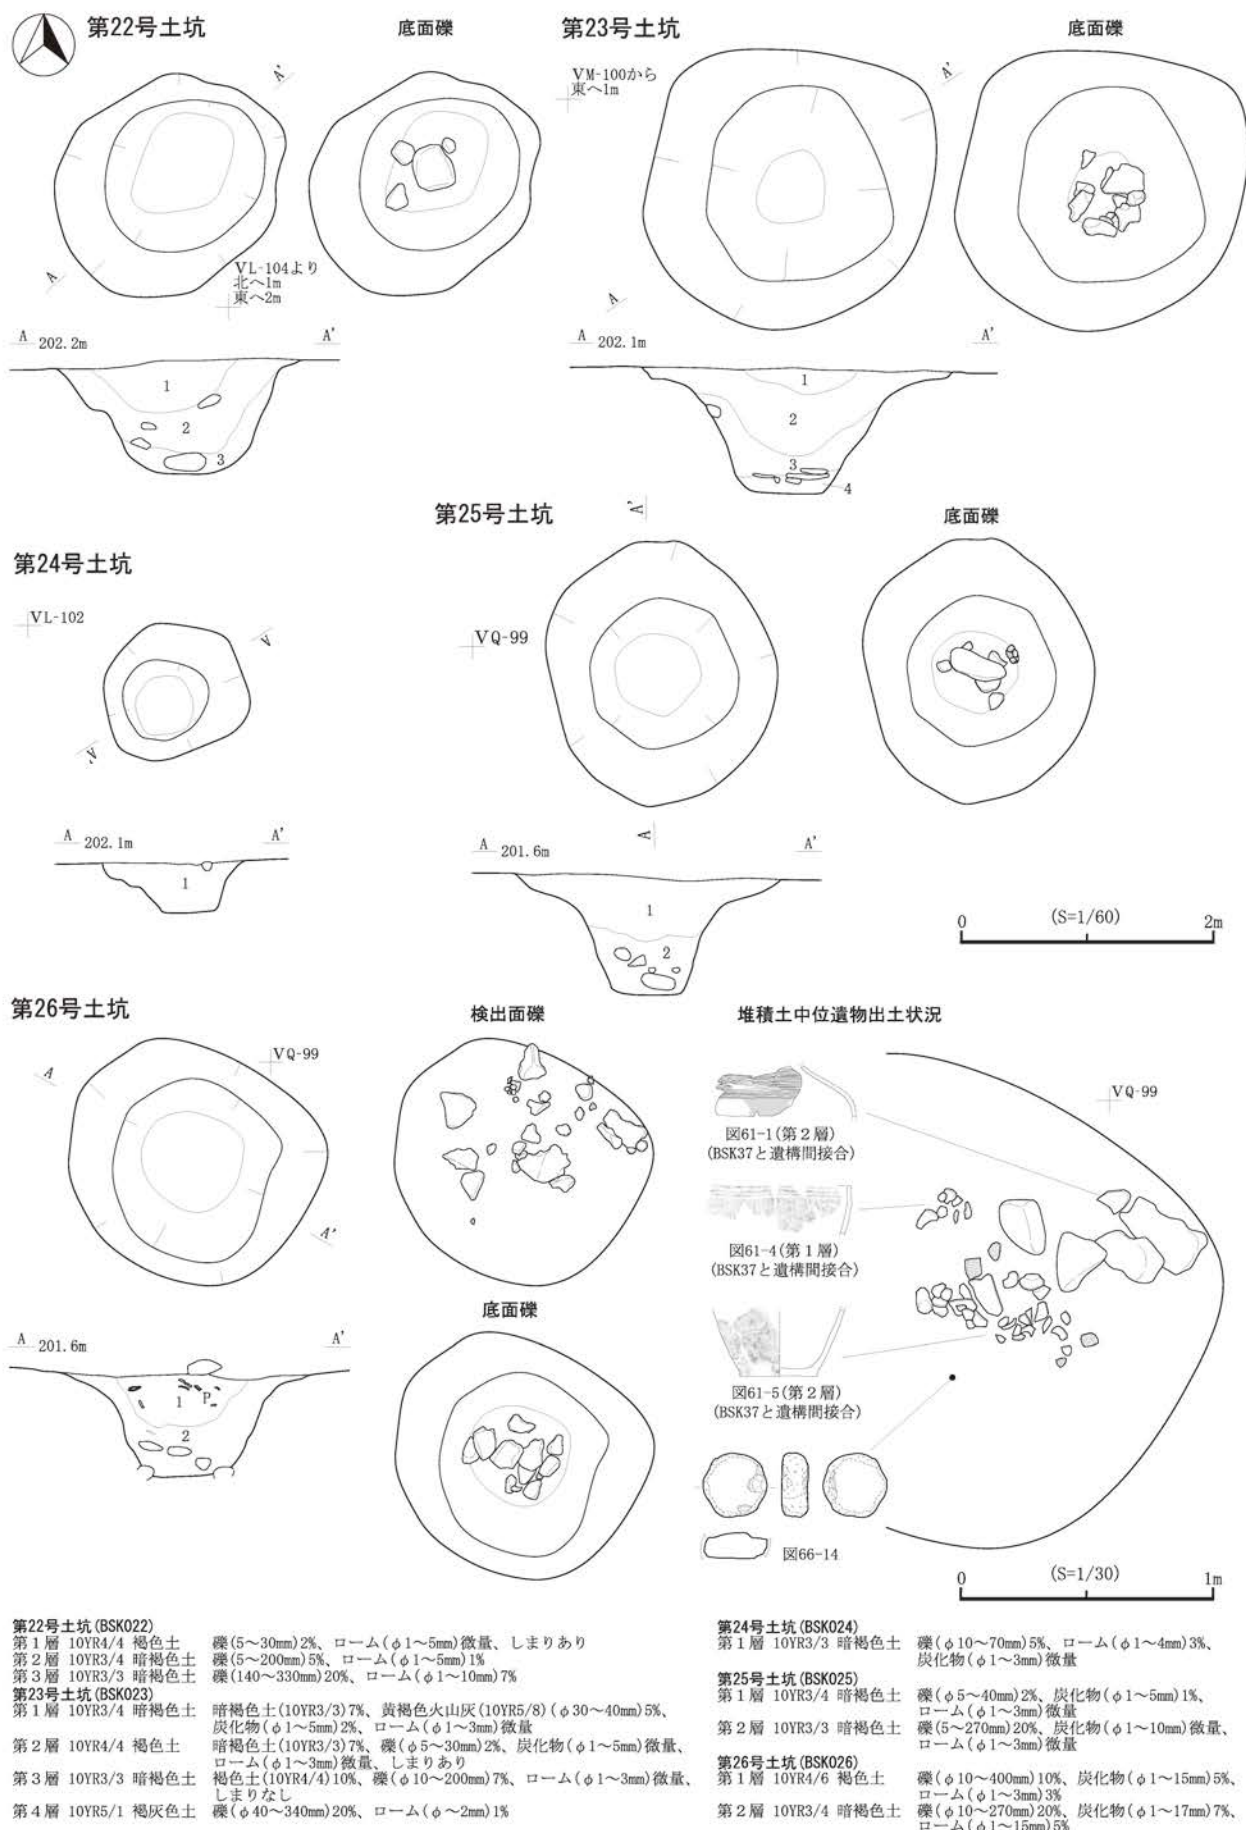 第22号土坑
底面礫
A'
A
VL-104より
北へ1m
東へ2m
A 202.2m A'
1
2
3
第23号土坑
底面礫
VM-100から
東へ1m
A'
A
A 202.1m A'
1
2
3
4
第24号土坑
VL-102
A
A'
A 202.1m A'
1
第25号土坑
底面礫
A'
VQ-99
A
A 201.6m A'
1
2
0 (S=1/60) 2m
第26号土坑
検出面礫
VQ-99
A
A'
A 201.6m A'
1 P
2
底面礫
堆積土中位遺物出土状況
VQ-99
図61-1(第2層)
(BSK37と遺構間接合)
図61-4(第1層)
(BSK37と遺構間接合)
図61-5(第2層)
(BSK37と遺構間接合)
図66-14
0 (S=1/30) 1m
第22号土坑(BSK022)
第1層 10YR4/4 褐色土 礫(5～30mm)2%、ローム(φ1～5mm)微量、しまりあり
第2層 10YR3/4 暗褐色土 礫(5～200mm)5%、ローム(φ1～5mm)1%
第3層 10YR3/3 暗褐色土 礫(140～330mm)20%、ローム(φ1～10mm)7%
第23号土坑(BSK023)
第1層 10YR3/4 暗褐色土 暗褐色土(10YR3/3)7%、黄褐色火山灰(10YR5/8)(φ30～40mm)5%、
炭化物(φ1～5mm)2%、ローム(φ1～3mm)微量
第2層 10YR4/4 褐色土 暗褐色土(10YR3/3)7%、礫(φ5～30mm)2%、炭化物(φ1～5mm)微量、
ローム(φ1～3mm)微量、しまりあり
第3層 10YR3/3 暗褐色土 褐色土(10YR4/4)10%、礫(φ10～200mm)7%、ローム(φ1～3mm)微量、
しまりなし
第4層 10YR5/1 褐灰色土 礫(φ40～340mm)20%、ローム(φ～2mm)1%
第24号土坑(BSK024)
第1層 10YR3/3 暗褐色土 礫(φ10～70mm)5%、ローム(φ1～4mm)3%、
炭化物(φ1～3mm)微量
第25号土坑(BSK025)
第1層 10YR3/4 暗褐色土 礫(φ5～40mm)2%、炭化物(φ1～5mm)1%、
ローム(φ1～3mm)微量
第2層 10YR3/3 暗褐色土 礫(5～270mm)20%、炭化物(φ1～10mm)微量、
ローム(φ1～3mm)微量
第26号土坑(BSK026)
第1層 10YR4/6 褐色土 礫(φ10～400mm)10%、炭化物(φ1～15mm)5%、
ローム(φ1～3mm)3%
第2層 10YR3/4 暗褐色土 礫(φ10～270mm)20%、炭化物(φ1～17mm)7%、
ローム(φ1～15mm)5%